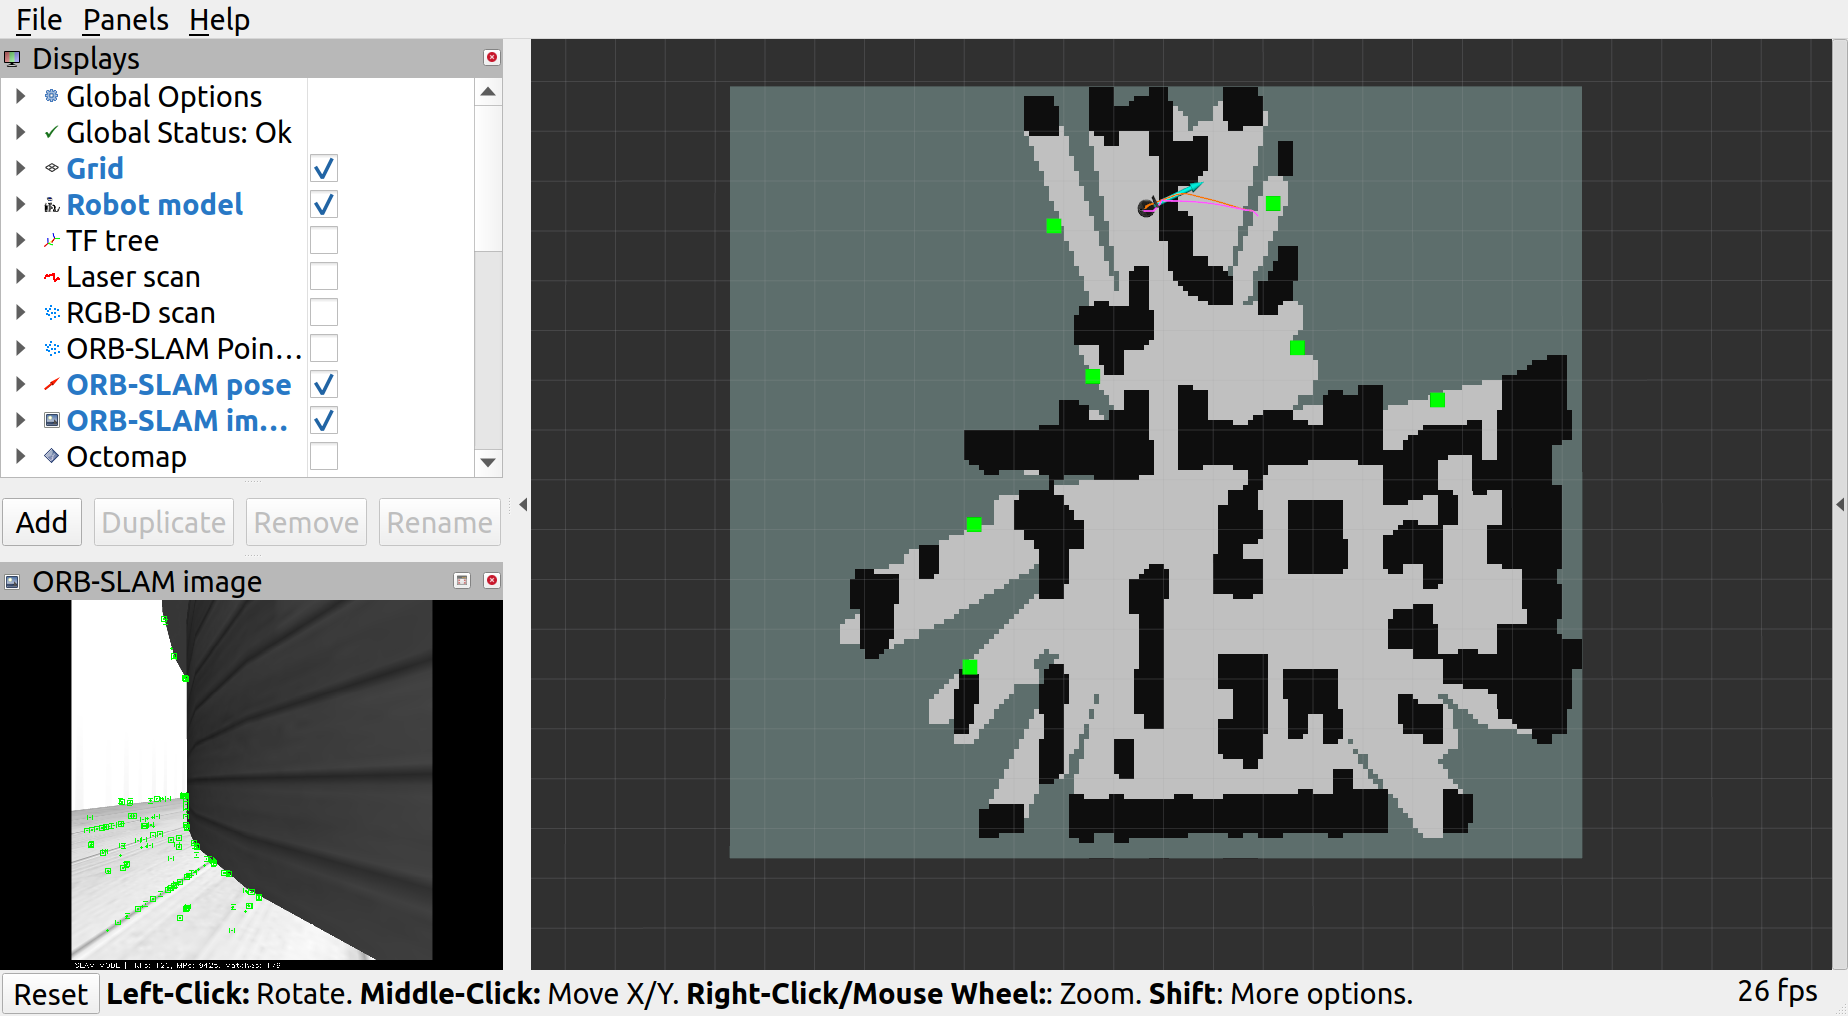 File Panels Help
Displays
Global Options
Global Status: Ok
Grid
Robot model
TF tree
Laser scan
RGB-D scan
ORB-SLAM Poin...
ORB-SLAM pose
ORB-SLAM im...
Octomap
Add Duplicate Remove Rename
ORB-SLAM image
SLAM MODE |
Reset Left-Click: Rotate. Middle-Click: Move X/Y. Right-Click/Mouse Wheel:: Zoom. Shift: More options. 26 fps